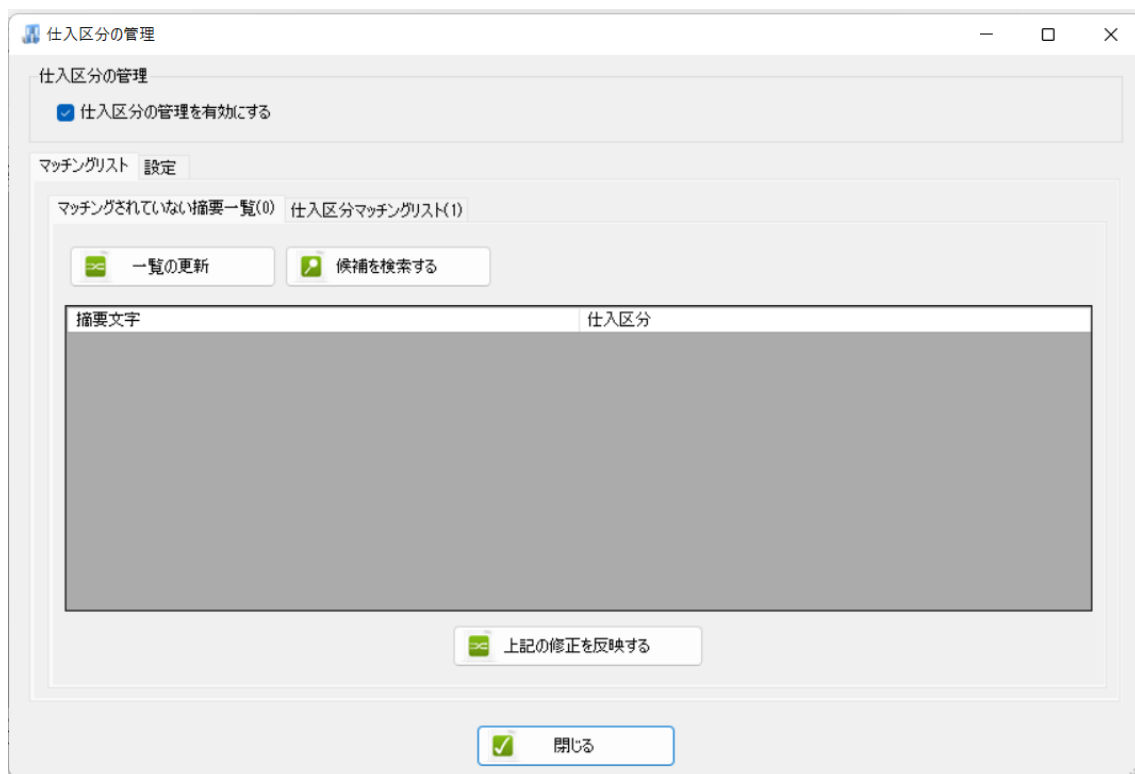 仕入区分の管理
仕入区分の管理
仕入区分の管理を有効にする
マッチングリスト 設定
マッチングされていない摘要一覧(0) 仕入区分マッチングリスト(1)
一覧の更新 候補を検索する
摘要文字 仕入区分
上記の修正を反映する
閉じる